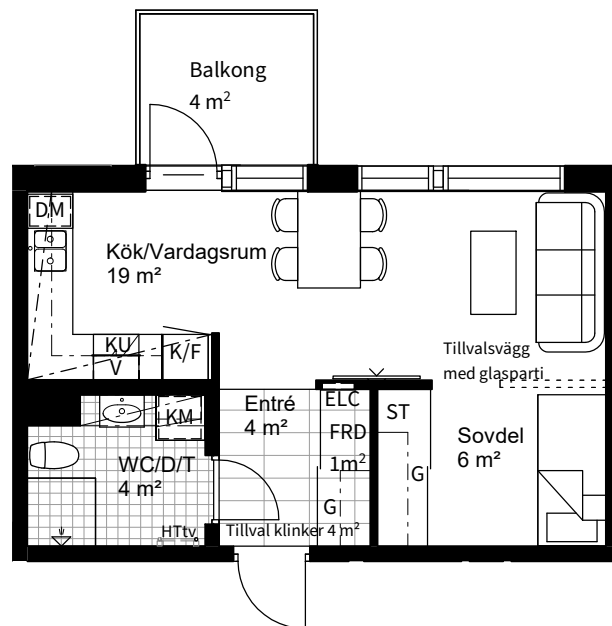 Balkong
4 m²
DM
Kök/Vardagsrum
19 m²
KU
V
K/F
Tillvalsvägg
med glasparti
Entré
4 m²
ELC
FRD
1m²
G
ST
G
Sovdel
6 m²
KM
WC/D/T
4 m²
HTtv
Tillval klinker 4 m²